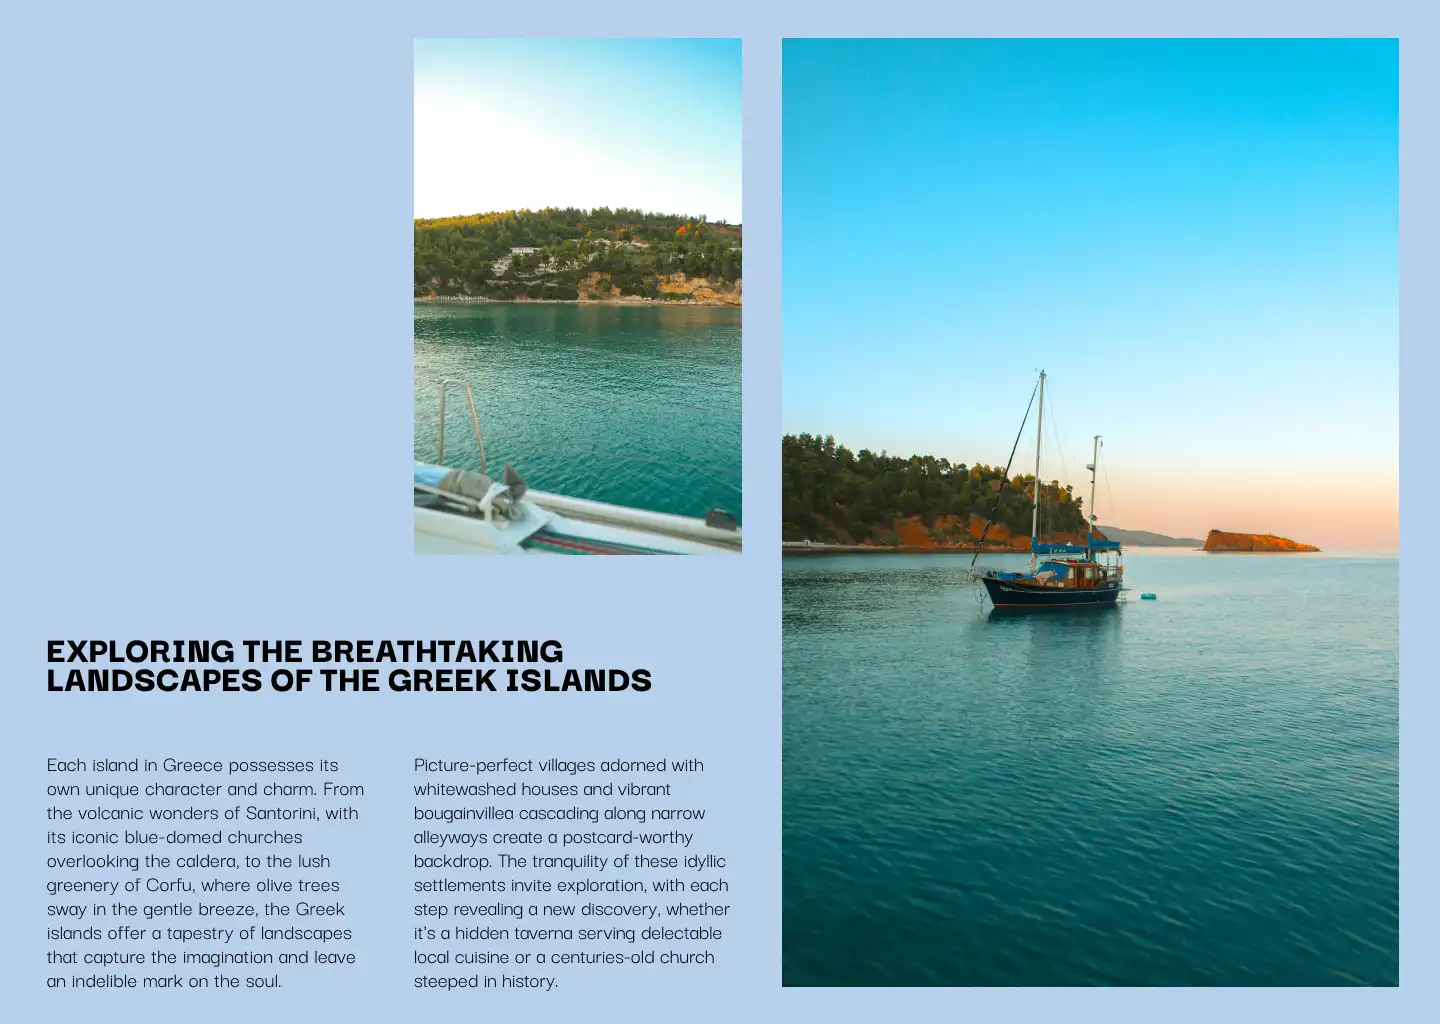 EXPLORING THE BREATHTAKING
LANDSCAPES OF THE GREEK ISLANDS
Each island in Greece possesses its
own unique character and charm. From
the volcanic wonders of Santorini, with
its iconic blue-domed churches
overlooking the caldera, to the lush
greenery of Corfu, where olive trees
sway in the gentle breeze, the Greek
islands offer a tapestry of landscapes
that capture the imagination and leave
an indelible mark on the soul.
Picture-perfect villages adorned with
whitewashed houses and vibrant
bougainvillea cascading along narrow
alleyways create a postcard-worthy
backdrop. The tranquility of these idyllic
settlements invite exploration, with each
step revealing a new discovery, whether
it's a hidden taverna serving delectable
local cuisine or a centuries-old church
steeped in history.